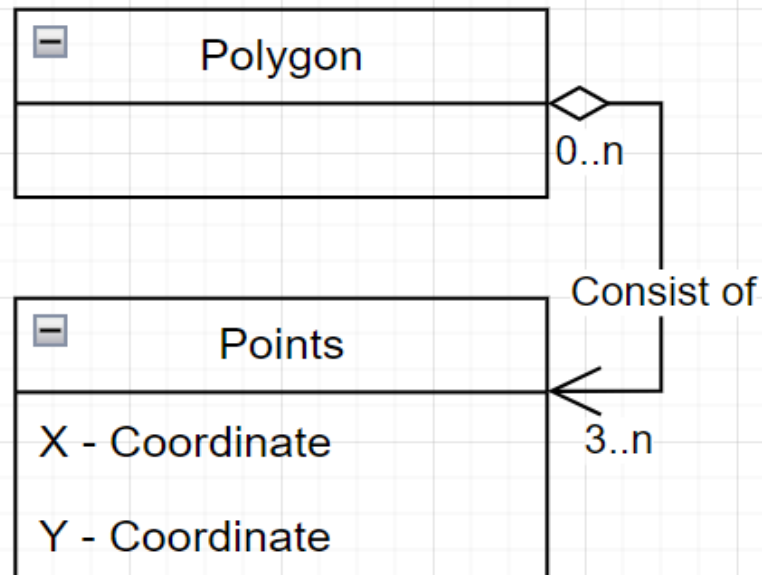 Polygon
0..n
Consist of
Points
3..n
X - Coordinate
Y - Coordinate